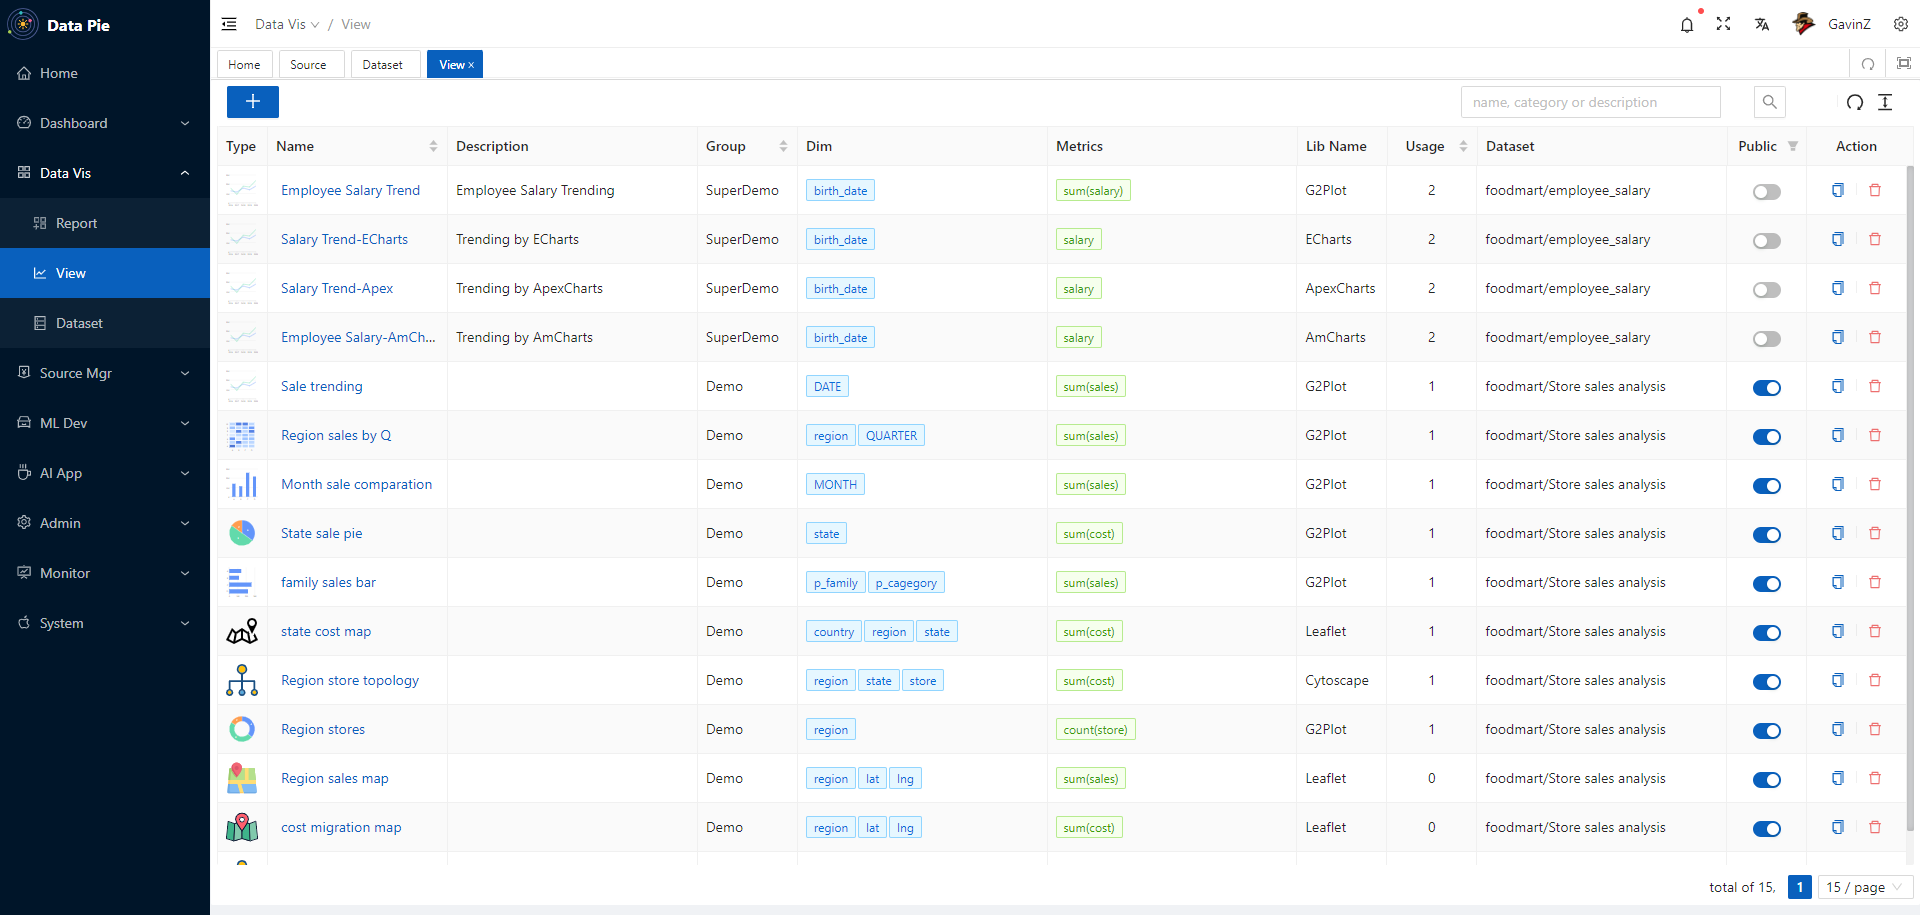 Data Pie
Home
Dashboard
Data Vis
Report
View
Dataset
Source Mgr
ML Dev
AI App
Admin
Monitor
System
Data Vis / View
GavinZ
Home Source Dataset View ×
name, category or description
Type Name Description Group Dim Metrics Lib Name Usage Dataset Public Action
Employee Salary Trend Employee Salary Trending SuperDemo birth_date sum(salary) G2Plot 2 foodmart/employee_salary
Salary Trend-ECharts Trending by ECharts SuperDemo birth_date salary ECharts 2 foodmart/employee_salary
Salary Trend-Apex Trending by ApexCharts SuperDemo birth_date salary ApexCharts 2 foodmart/employee_salary
Employee Salary-AmCh... Trending by AmCharts SuperDemo birth_date salary AmCharts 2 foodmart/employee_salary
Sale trending Demo DATE sum(sales) G2Plot 1 foodmart/Store sales analysis
Region sales by Q Demo region QUARTER sum(sales) G2Plot 1 foodmart/Store sales analysis
Month sale comparation Demo MONTH sum(sales) G2Plot 1 foodmart/Store sales analysis
State sale pie Demo state sum(cost) G2Plot 1 foodmart/Store sales analysis
family sales bar Demo p_family p_cagegory sum(sales) G2Plot 1 foodmart/Store sales analysis
state cost map Demo country region state sum(cost) Leaflet 1 foodmart/Store sales analysis
Region store topology Demo region state store sum(cost) Cytoscape 1 foodmart/Store sales analysis
Region stores Demo region count(store) G2Plot 1 foodmart/Store sales analysis
Region sales map Demo region lat lng sum(sales) Leaflet 0 foodmart/Store sales analysis
cost migration map Demo region lat lng sum(cost) Leaflet 0 foodmart/Store sales analysis
total of 15, 1 15 / page